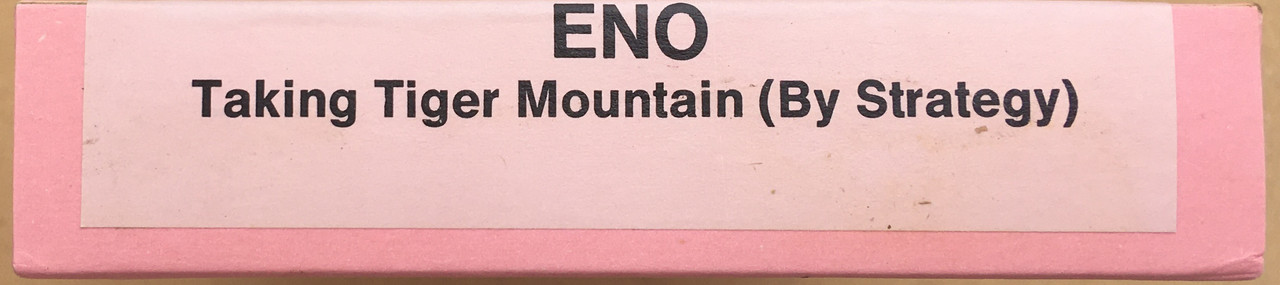 ENO
Taking Tiger Mountain (By Strategy)